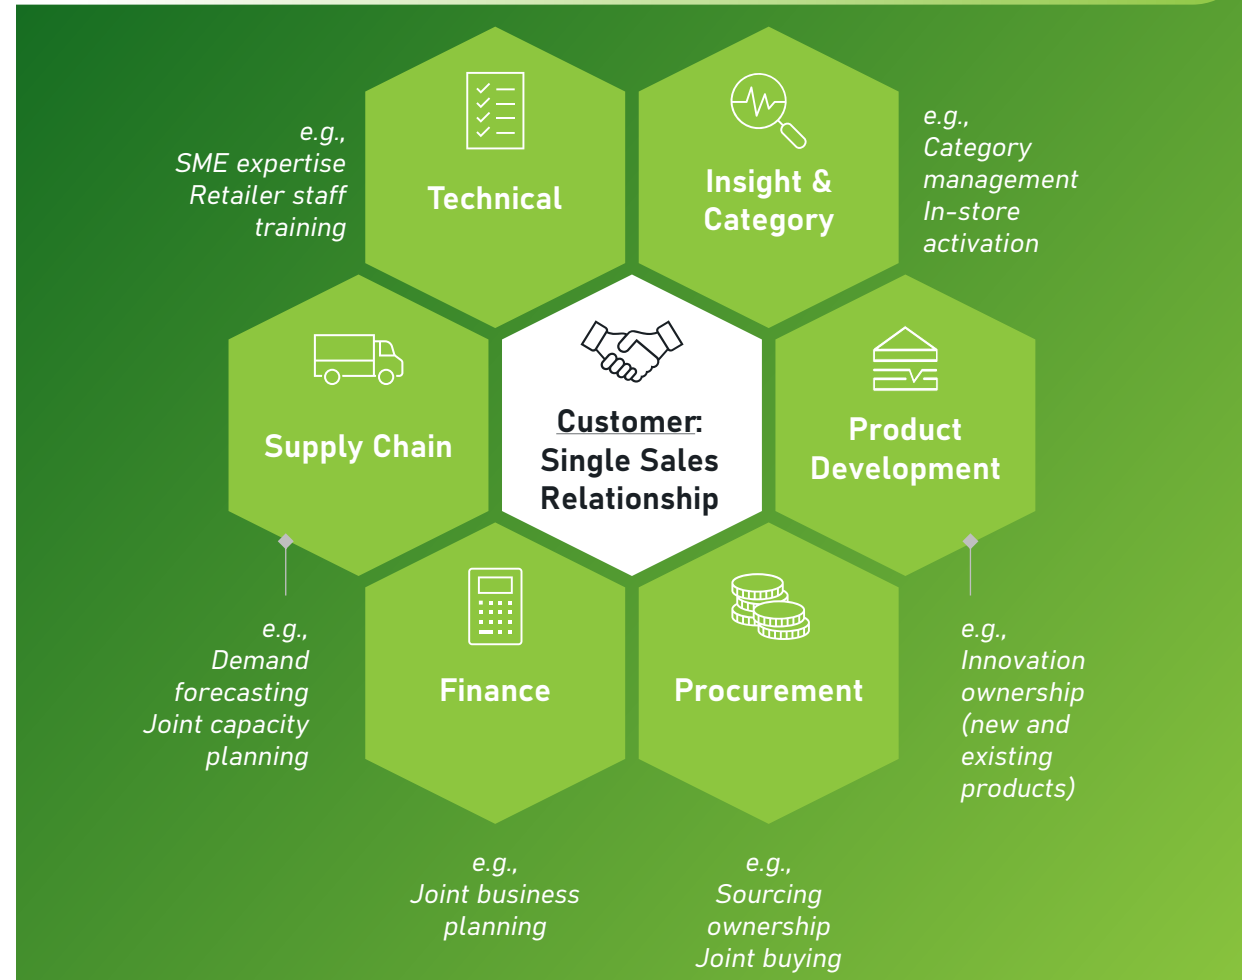 e.g.,
SME expertise
Retailer staff
training
Technical
Insight &
Category
e.g.,
Category
management
In-store
activation
Supply Chain
Customer:
Single Sales
Relationship
Product
Development
e.g.,
Demand
forecasting
Joint capacity
planning
Finance
Procurement
e.g.,
Innovation
ownership
(new and
existing
products)
e.g.,
Joint business
planning
e.g.,
Sourcing
ownership
Joint buying